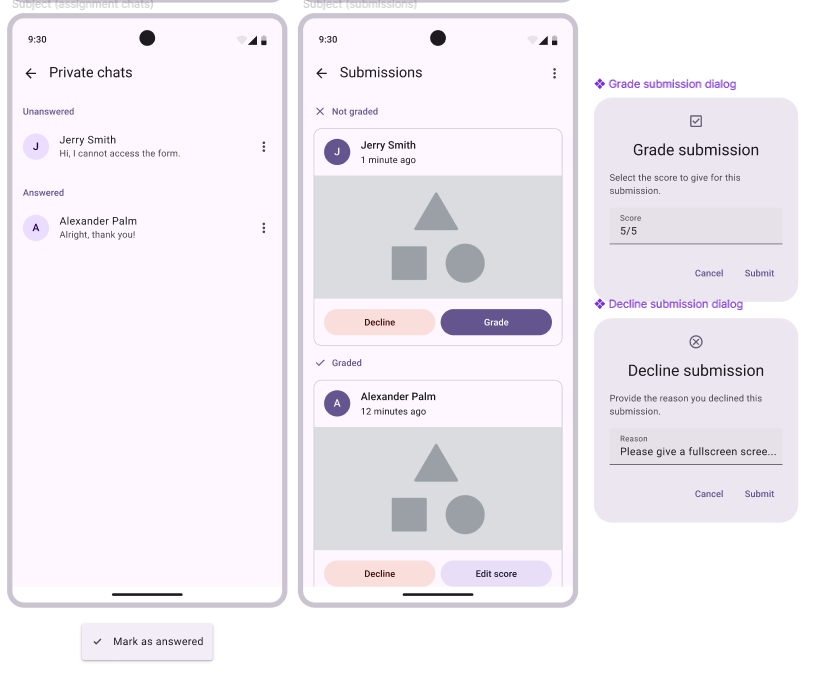 Subject (assignment chats)
9:30
Private chats
Unanswered
J
Jerry Smith
Hi, I cannot access the form.
Answered
A
Alexander Palm
Alright, thank you!
Mark as answered
Subject (submissions)
9:30
Submissions
Not graded
J
Jerry Smith
1 minute ago
Decline
Grade
Graded
A
Alexander Palm
12 minutes ago
Decline
Edit score
Grade submission dialog
Grade submission
Select the score to give for this
submission.
Score
5/5
Cancel
Submit
Decline submission dialog
Decline submission
Provide the reason you declined this
submission.
Reason
Please give a fullscreen scree...
Cancel
Submit